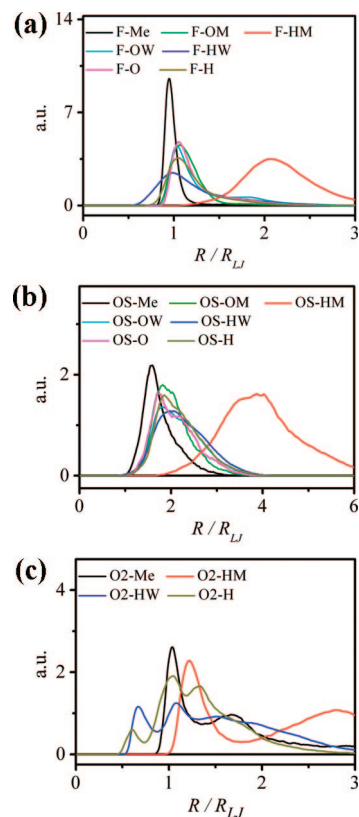 (a)
F-Me F-OM F-HM
F-OW F-HW
F-O F-H
14
7
0
a.u.
0 1 2 3
R / R_LJ
(b)
OS-Me OS-OM OS-HM
OS-OW OS-HW
OS-O OS-H
2
0
a.u.
0 2 4 6
R / R_LJ
(c)
O2-Me O2-HM
O2-HW O2-H
4
2
0
a.u.
0 1 2 3
R / R_LJ